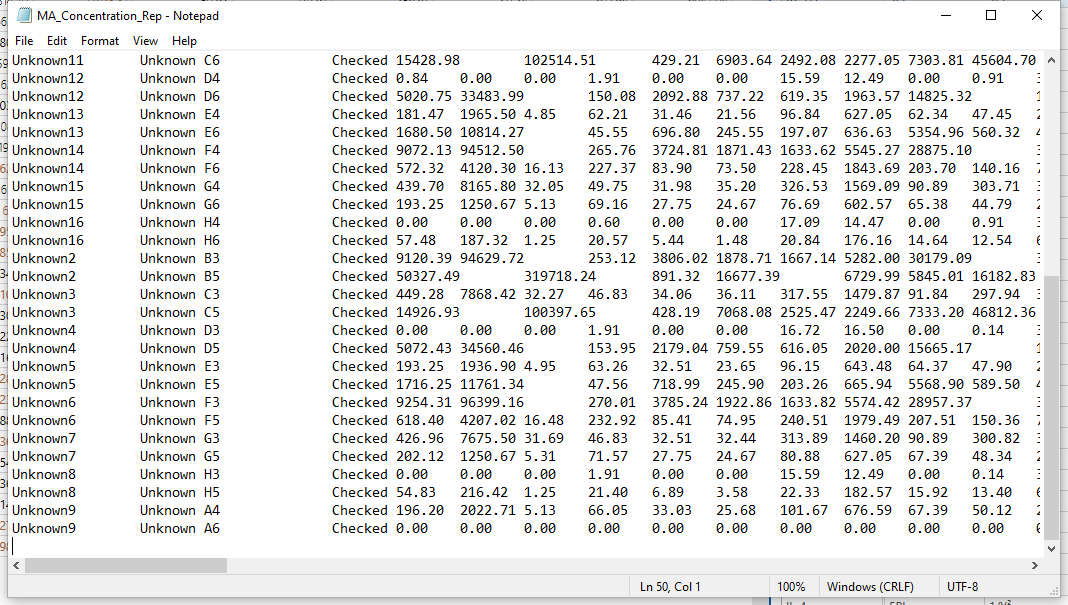 MA_Concentration_Rep - Notepad
File Edit Format View Help
Unknown11 Unknown C6 Checked 15428.98 102514.51 429.21 6903.64 2492.08 2277.05 7303.81 45604.70
Unknown12 Unknown D4 Checked 0.84 0.00 0.00 1.91 0.00 0.00 15.59 12.49 0.00 0.91
Unknown12 Unknown D6 Checked 5020.75 33483.99 150.08 2092.88 737.22 619.35 1963.57 14825.32
Unknown13 Unknown E4 Checked 181.47 1965.50 4.85 62.21 31.46 21.56 96.84 627.05 62.34 47.45
Unknown13 Unknown E6 Checked 1680.50 10814.27 45.55 696.80 245.55 197.07 636.63 5354.96 560.32
Unknown14 Unknown F4 Checked 9072.13 94512.50 265.76 3724.81 1871.43 1633.62 5545.27 28875.10
Unknown14 Unknown F6 Checked 572.32 4120.30 16.13 227.37 83.90 73.50 228.45 1843.69 203.70 140.16
Unknown15 Unknown G4 Checked 439.70 8165.80 32.05 49.75 31.98 35.20 326.53 1569.09 90.89 303.71
Unknown15 Unknown G6 Checked 193.25 1250.67 5.13 69.16 27.75 24.67 76.69 602.57 65.38 44.79
Unknown16 Unknown H4 Checked 0.00 0.00 0.00 0.60 0.00 0.00 17.09 14.47 0.00 0.91
Unknown16 Unknown H6 Checked 57.48 187.32 1.25 20.57 5.44 1.48 20.84 176.16 14.64 12.54
Unknown2 Unknown B3 Checked 9120.39 94629.72 253.12 3806.02 1878.71 1667.14 5282.00 30179.09
Unknown2 Unknown B5 Checked 50327.49 319718.24 891.32 16677.39 6729.99 5845.01 16182.83
Unknown3 Unknown C3 Checked 449.28 7868.42 32.27 46.83 34.06 36.11 317.55 1479.87 91.84 297.94
Unknown3 Unknown C5 Checked 14926.93 100397.65 428.19 7068.08 2525.47 2249.66 7333.20 46812.36
Unknown4 Unknown D3 Checked 0.00 0.00 0.00 1.91 0.00 0.00 16.72 16.50 0.00 0.14
Unknown4 Unknown D5 Checked 5072.43 34560.46 153.95 2179.04 759.55 616.05 2020.00 15665.17
Unknown5 Unknown E3 Checked 193.25 1936.90 4.95 63.26 32.51 23.65 96.15 643.48 64.37 47.90
Unknown5 Unknown E5 Checked 1716.25 11761.34 47.56 718.99 245.90 203.26 665.94 5568.90 589.50
Unknown6 Unknown F3 Checked 9254.31 96399.16 270.01 3785.24 1922.86 1633.82 5574.42 28957.37
Unknown6 Unknown F5 Checked 618.40 4207.02 16.48 232.92 85.41 74.95 240.51 1979.49 207.51 150.36
Unknown7 Unknown G3 Checked 426.96 7675.50 31.69 46.83 32.51 32.44 313.89 1460.20 90.89 300.82
Unknown7 Unknown G5 Checked 202.12 1250.67 5.31 71.57 27.75 24.67 80.88 627.05 67.39 48.34
Unknown8 Unknown H3 Checked 0.00 0.00 0.00 1.91 0.00 0.00 15.59 12.49 0.00 0.14
Unknown8 Unknown H5 Checked 54.83 216.42 1.25 21.40 6.89 3.58 22.33 182.57 15.92 13.40
Unknown9 Unknown A4 Checked 196.20 2022.71 5.13 66.05 33.03 25.68 101.67 676.59 67.39 50.12
Unknown9 Unknown A6 Checked 0.00 0.00 0.00 0.00 0.00 0.00 0.00 0.00 0.00 0.00
Ln 50, Col 1 100% Windows (CRLF) UTF-8